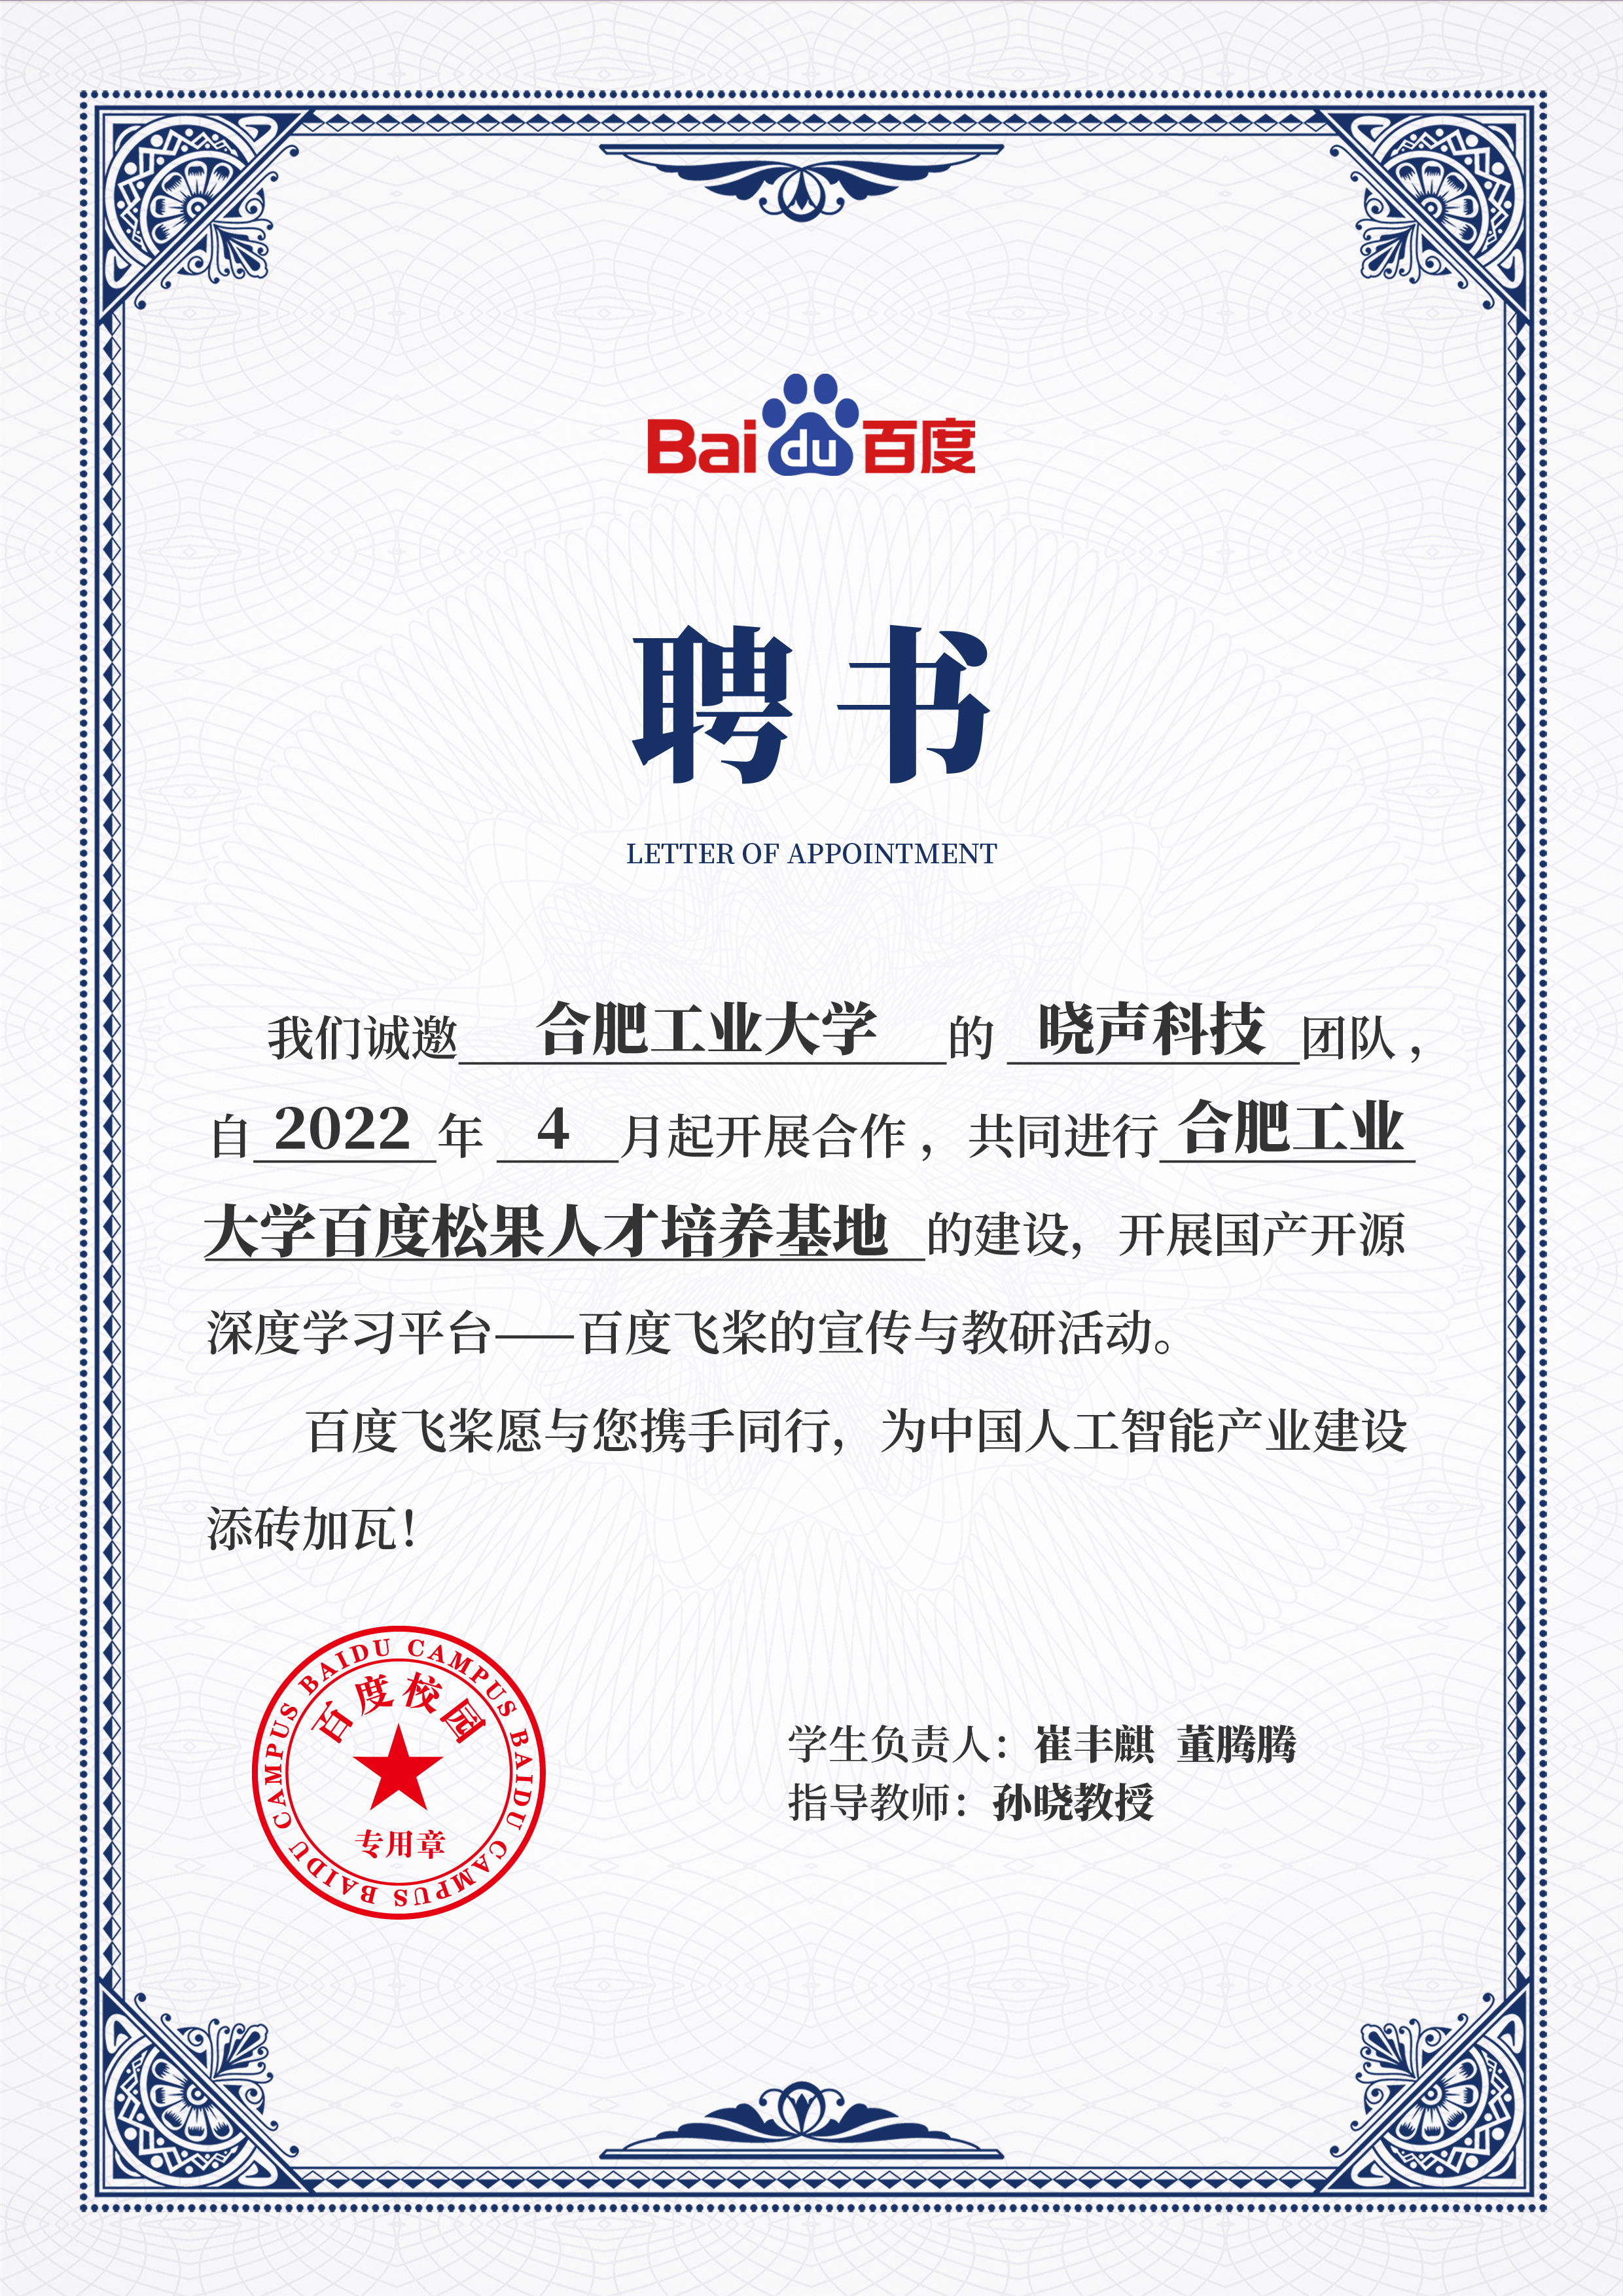 Baidu百度
聘书
LETTER OF APPOINTMENT
我们诚邀 合肥工业大学 的 晓声科技 团队，
自 2022 年 4 月起开展合作，共同进行 合肥工业
大学百度松果人才培养基地 的建设，开展国产开源
深度学习平台——百度飞桨的宣传与教研活动。
百度飞桨愿与您携手同行，为中国人工智能产业建设
添砖加瓦！
BAIDU CAMPUS BAIDU CAMPUS BAIDU CAMPUS
百度校园
专用章
学生负责人：崔丰麒 董腾腾
指导教师：孙晓教授